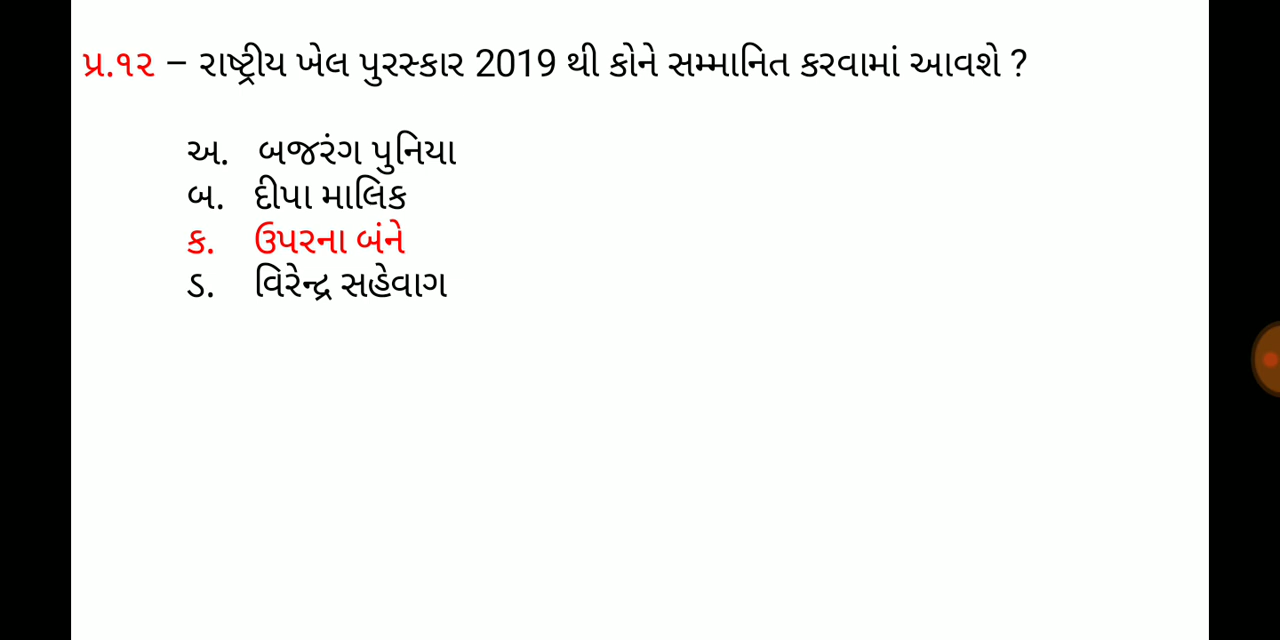 પ્ર.૧૨ – રાષ્ટ્રીય ખેલ પુરસ્કાર 2019 થી કોને સમ્માનિત કરવામાં આવશે ?
અ. બજરંગ પુનિયા
બ. દીપા માલિક
ક. ઉપરના બંને
ડ. વિરેન્દ્ર સહેવાગ